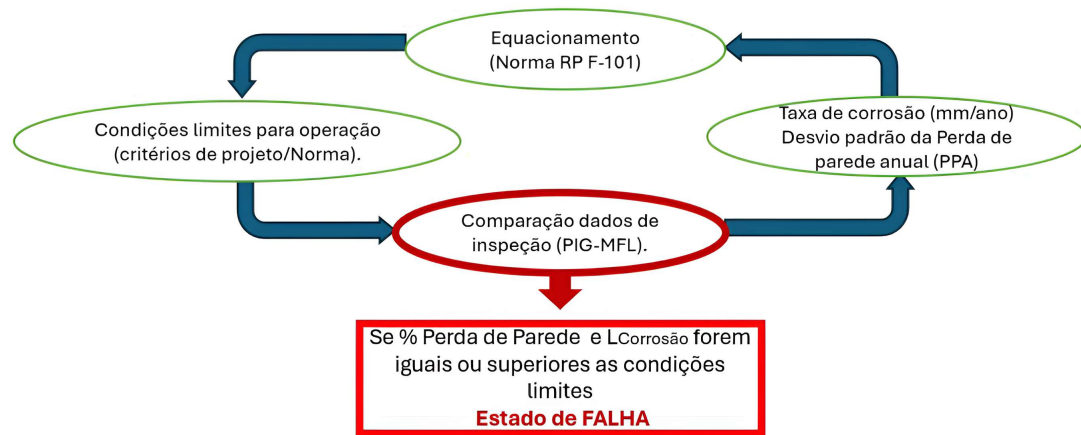 Equacionamento
(Norma RP F-101)
Condições limites para operação
(critérios de projeto/Norma).
Taxa de corrosão (mm/ano)
Desvio padrão da Perda de
parede anual (PPA)
Comparação dados de
inspeção (PIG-MFL).
Se % Perda de Parede e LCorrosão forem
iguais ou superiores as condições
limites
Estado de FALHA